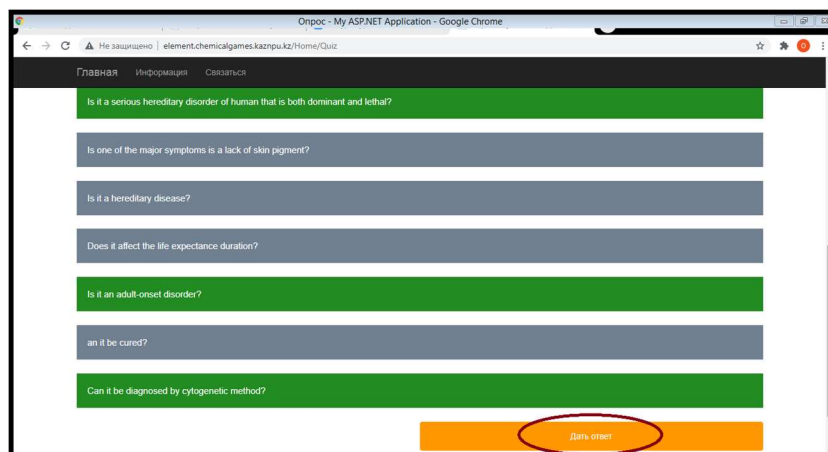 Опрос - My ASP.NET Application - Google Chrome
Не защищено | element.chemicalgames.kaznpu.kz/Home/Quiz
Главная Информация Связаться
Is it a serious hereditary disorder of human that is both dominant and lethal?
Is one of the major symptoms is a lack of skin pigment?
Is it a hereditary disease?
Does it affect the life expectance duration?
Is it an adult-onset disorder?
an it be cured?
Can it be diagnosed by cytogenetic method?
Дать ответ